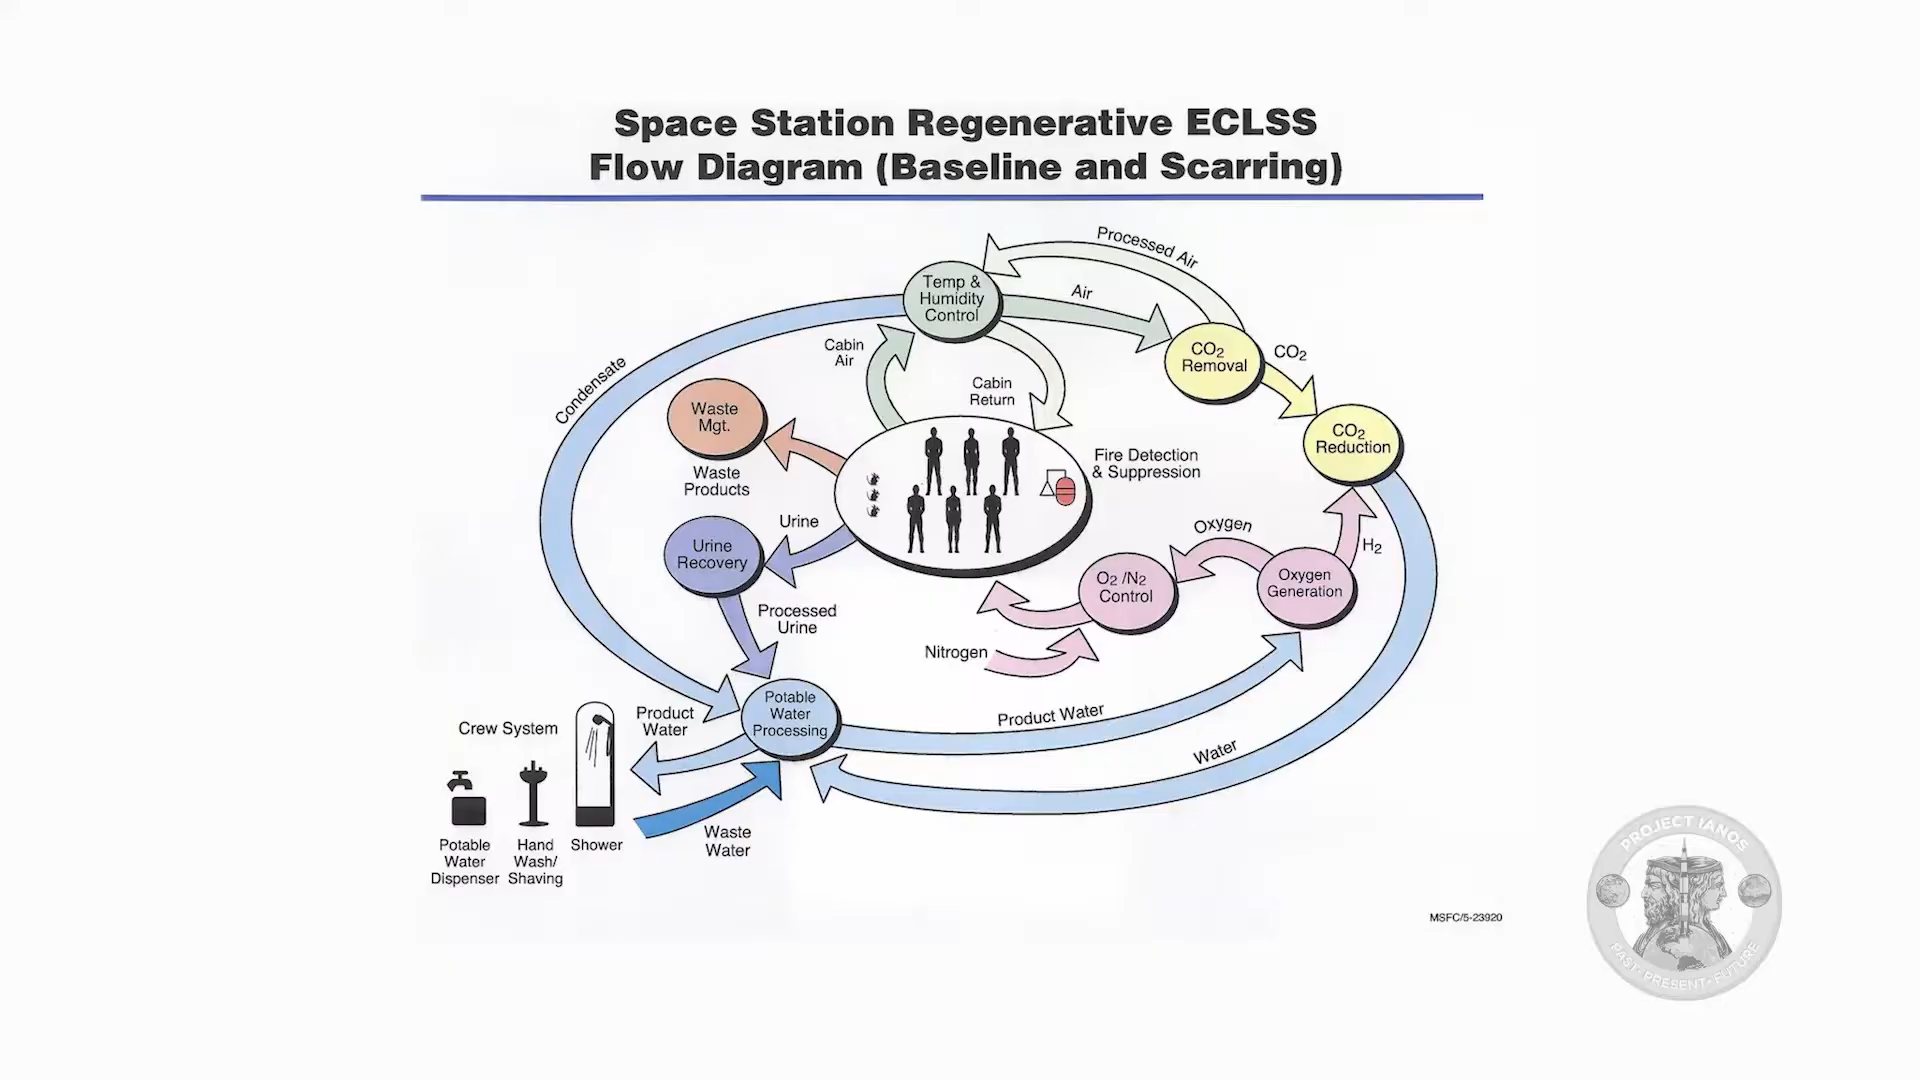 Space Station Regenerative ECLSS
Flow Diagram (Baseline and Scarring)
Processed Air
Temp &
Humidity
Control
Air
Cabin
Air
CO2
Removal
CO2
Condensate
Cabin
Return
Waste
Mgt.
CO2
Reduction
Fire Detection
& Suppression
Waste
Products
Urine
Oxygen
H2
Urine
Recovery
O2 /N2
Control
Oxygen
Generation
Processed
Urine
Nitrogen
Potable
Water
Processing
Product
Water
Product Water
Crew System
Water
Waste
Water
Potable
Water
Dispenser
Hand
Wash/
Shaving
Shower
MSFC/5-23920
PROJECT IANOS
PAST · PRESENT · FUTURE